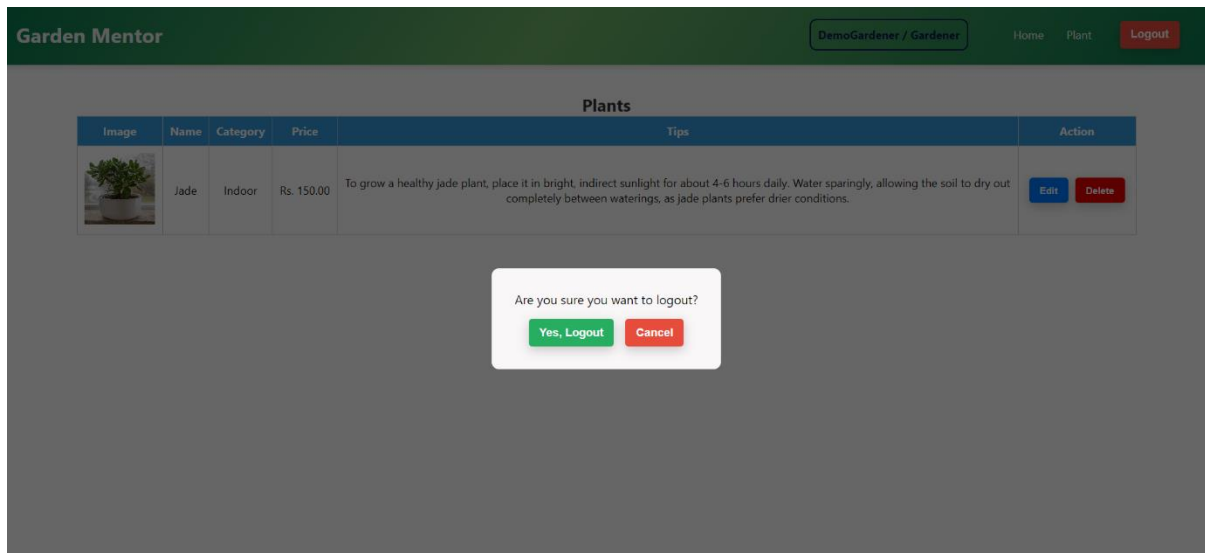 Garden Mentor
DemoGardener / Gardener
Home
Plant
Logout
Plants
Image
Name
Category
Price
Tips
Action
Jade
Indoor
Rs. 150.00
To grow a healthy jade plant, place it in bright, indirect sunlight for about 4-6 hours daily. Water sparingly, allowing the soil to dry out
completely between waterings, as jade plants prefer drier conditions.
Edit
Delete
Are you sure you want to logout?
Yes, Logout
Cancel